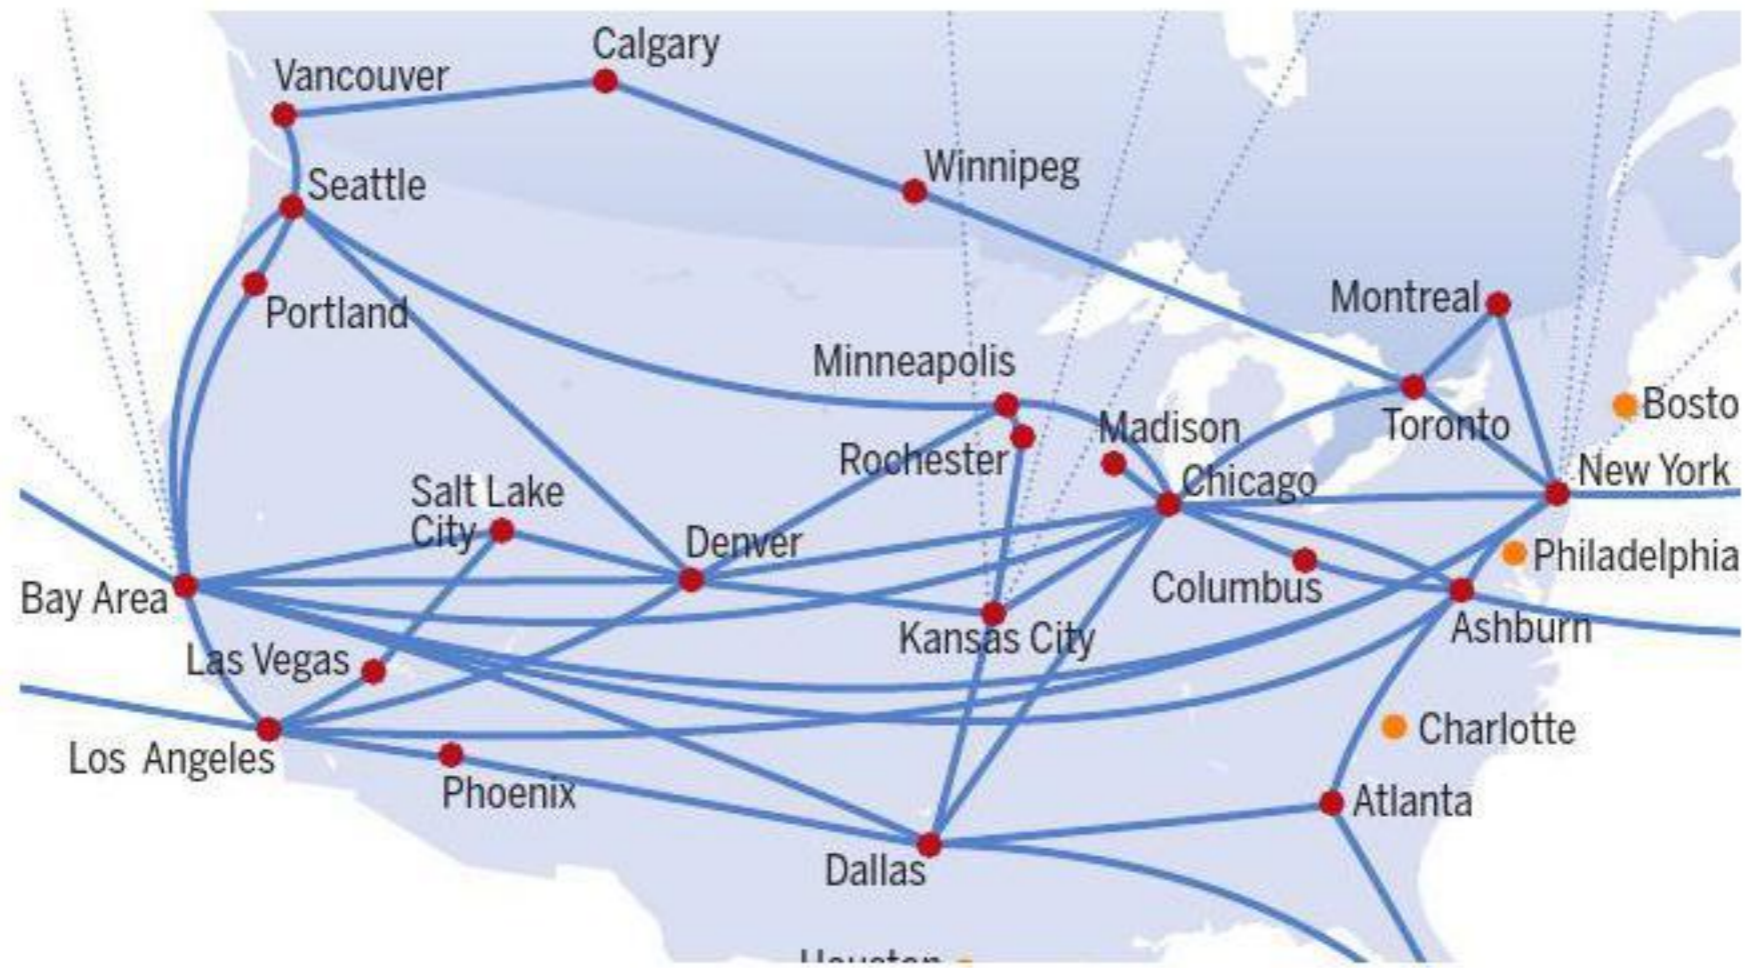 Calgary
Vancouver
Winnipeg
Seattle
Montreal
Portland
Minneapolis
Bosto
Madison
Toronto
Rochester
New York
Chicago
Salt Lake
City
Denver
Philadelphia
Bay Area
Columbus
Ashburn
Kansas City
Las Vegas
Charlotte
Los Angeles
Phoenix
Atlanta
Dallas